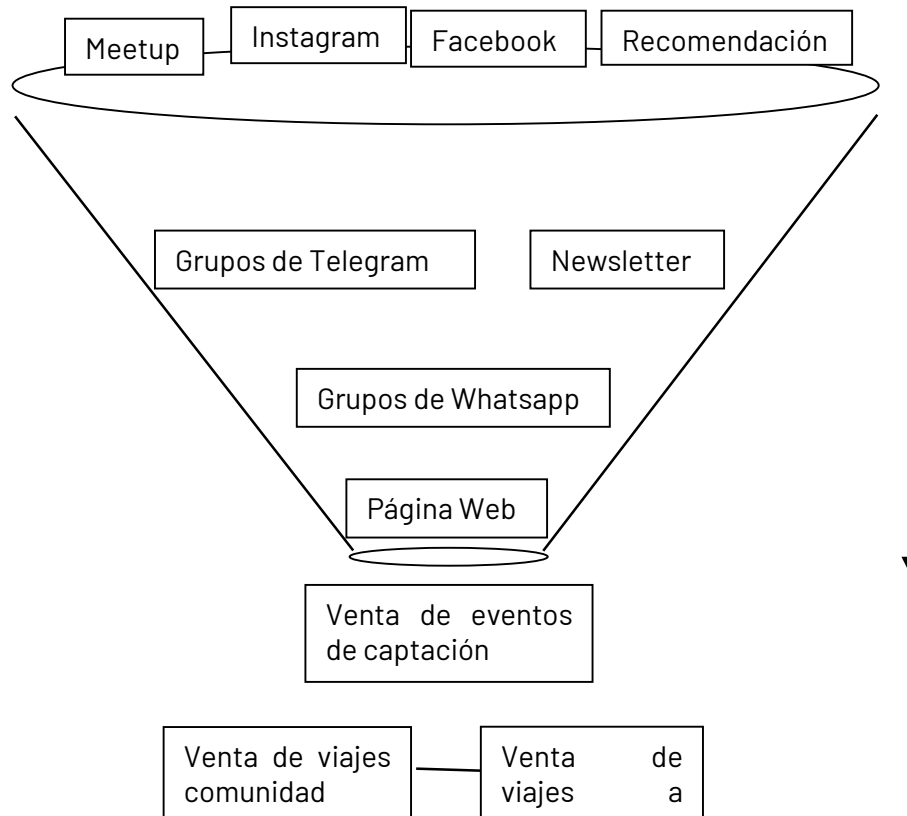 Meetup Instagram Facebook Recomendación
Grupos de Telegram Newsletter
Grupos de Whatsapp
Página Web
Venta de eventos
de captación
Venta de viajes
comunidad
Venta de
viajes a